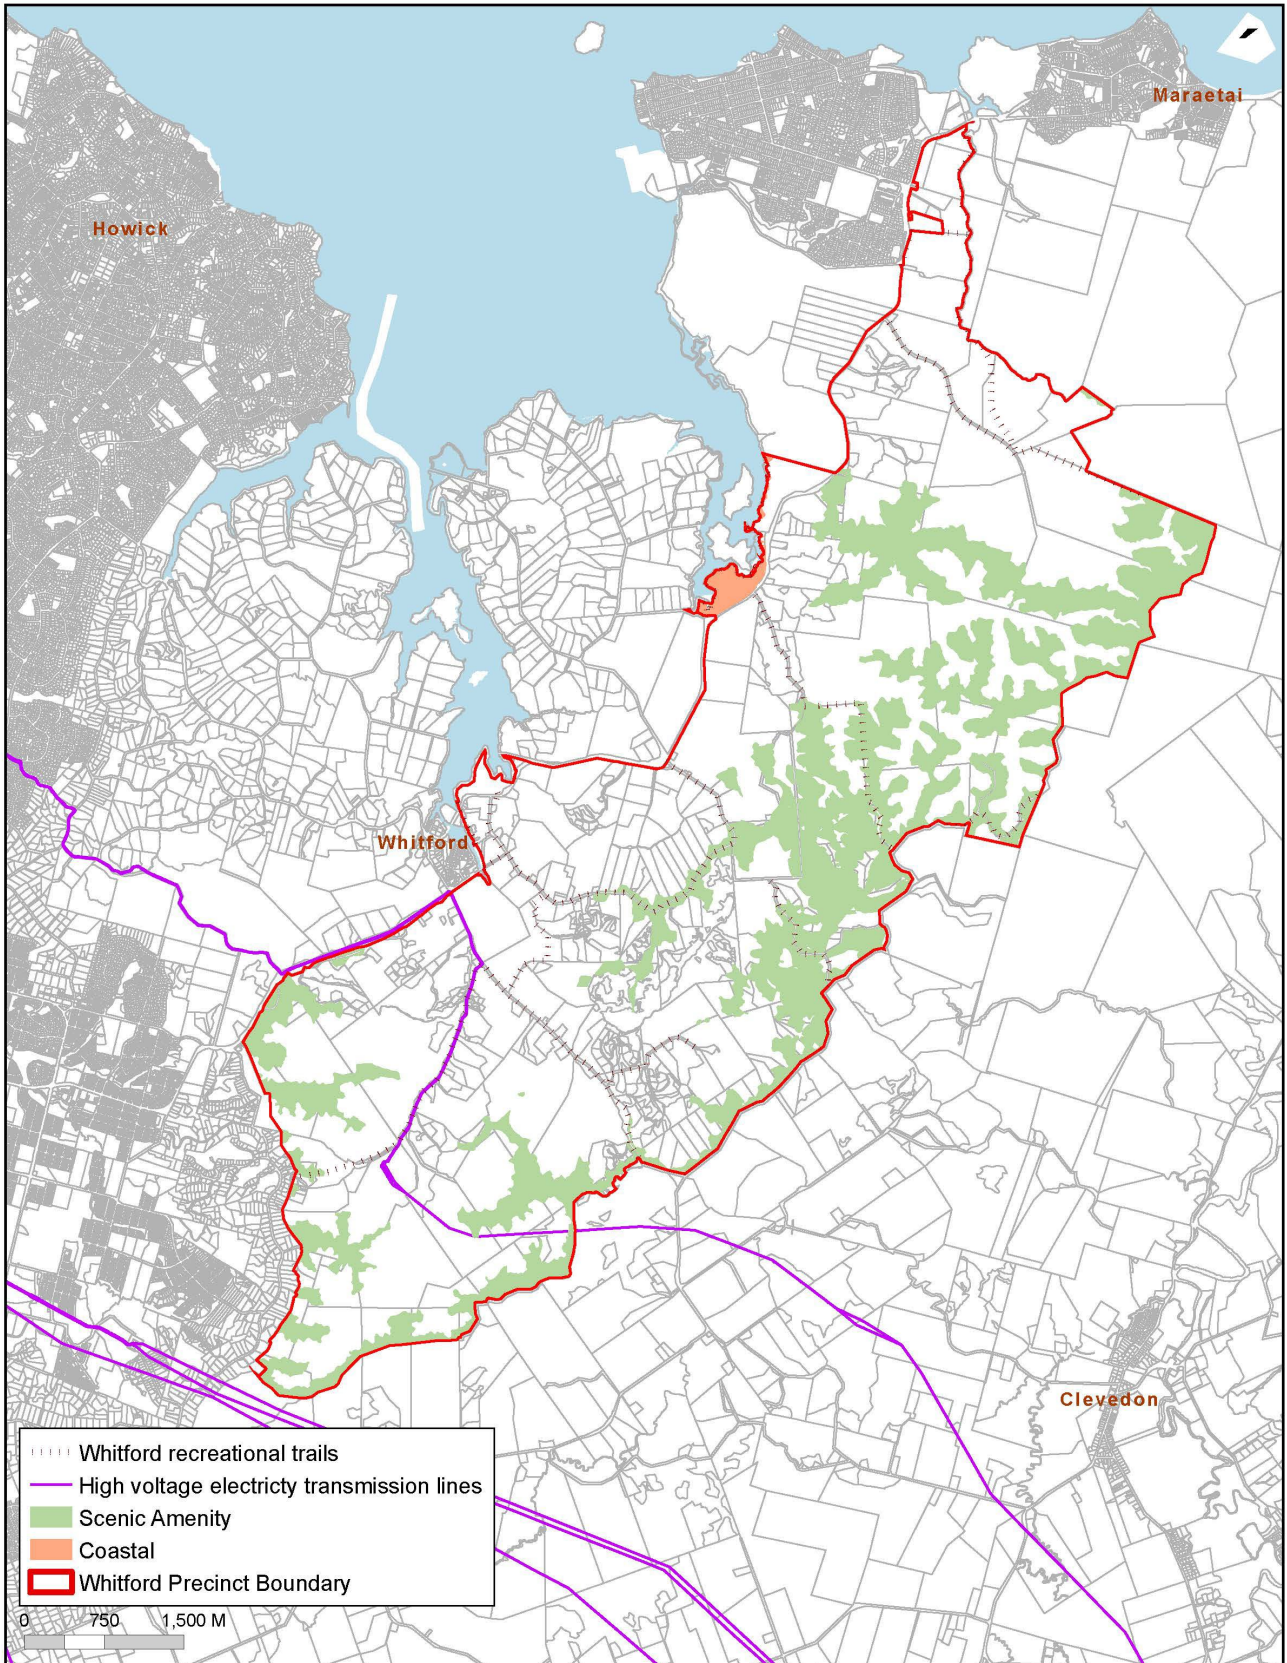 Maraetai
Howick
Whitford
Clevedon
Whitford recreational trails
High voltage electricty transmission lines
Scenic Amenity
Coastal
Whitford Precinct Boundary
0 750 1,500 M